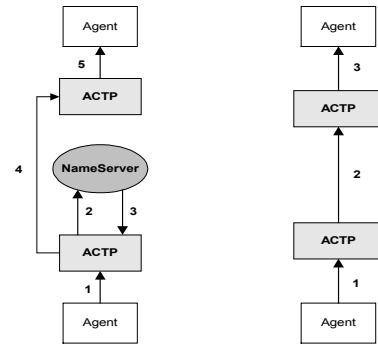 Agent
5
ACTP
4
NameServer
2
3
ACTP
1
Agent
Agent
3
ACTP
2
ACTP
1
Agent